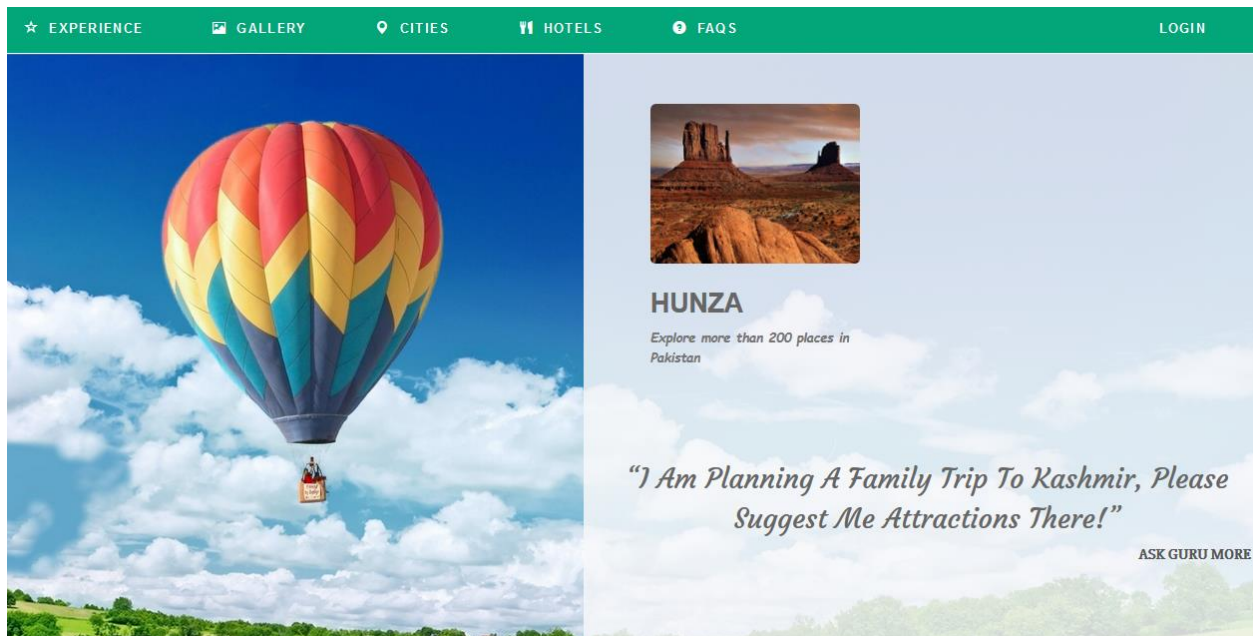 EXPERIENCE GALLERY CITIES HOTELS FAQS LOGIN
HUNZA
Explore more than 200 places in
Pakistan
“I Am Planning A Family Trip To Kashmir, Please
Suggest Me Attractions There!”
ASK GURU MORE